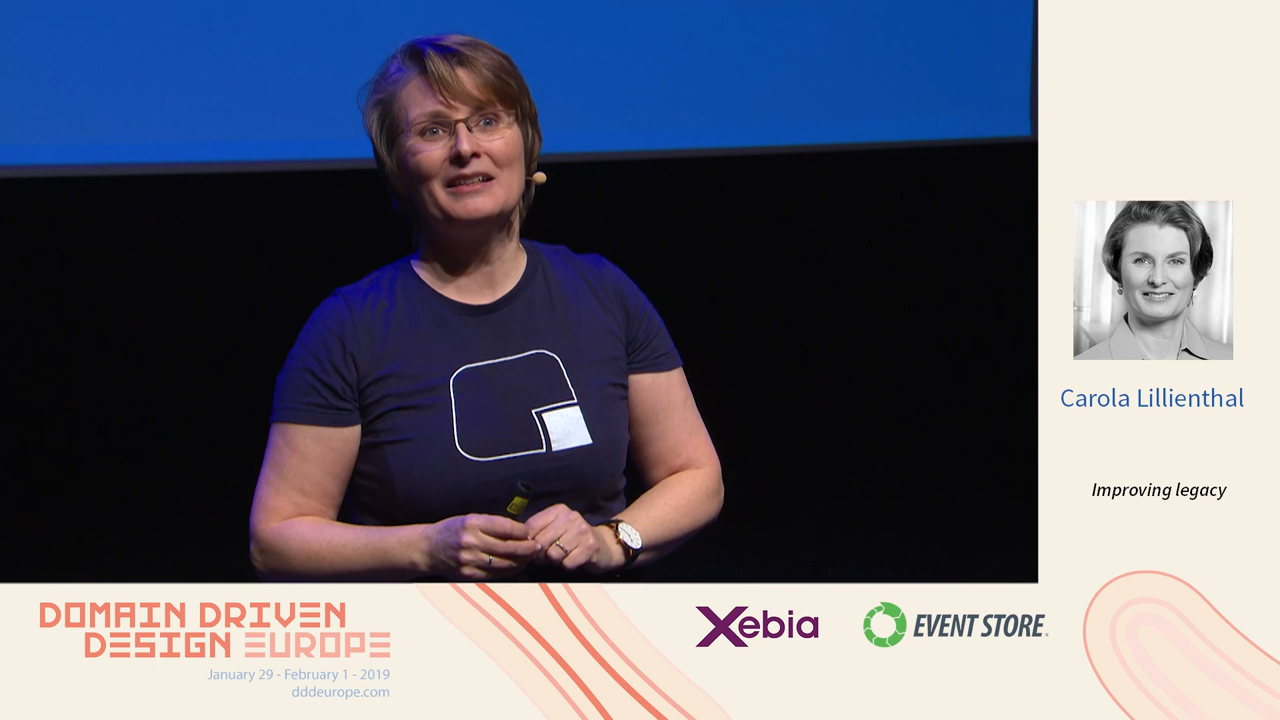 Carola Lillienthal
Improving legacy
DOMAIN DRIVEN
DESIGN EUROPE
January 29 - February 1 - 2019
dddeurope.com
Xebia
EVENT STORE.